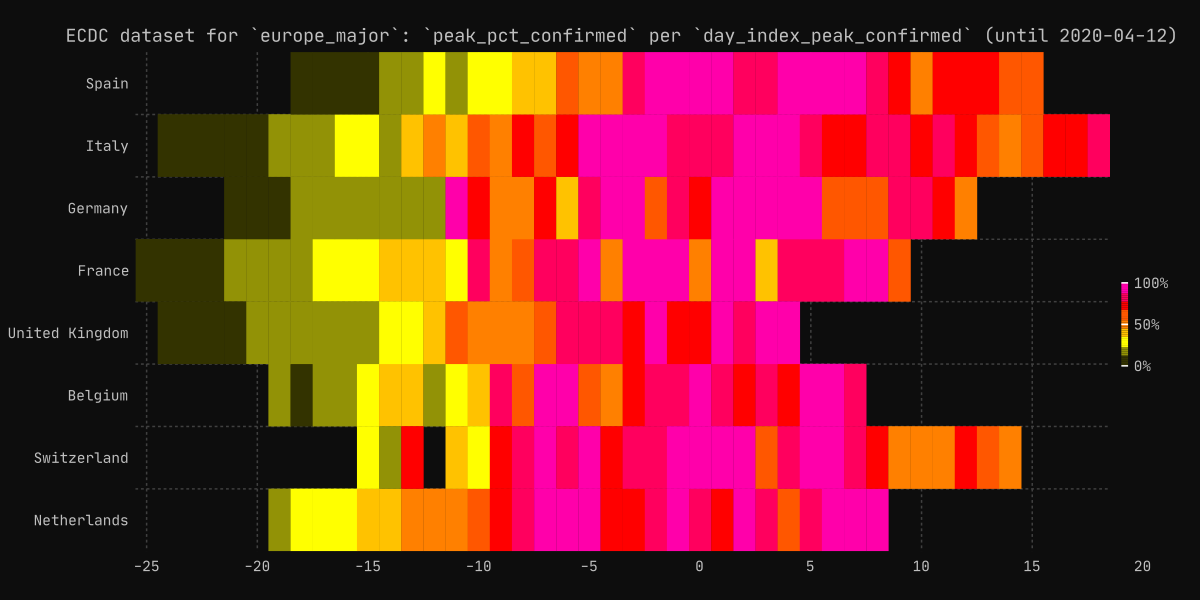 ECDC dataset for `europe_major`: `peak_pct_confirmed` per `day_index_peak_confirmed` (until 2020-04-12)
Spain
Italy
Germany
France
United Kingdom
Belgium
Switzerland
Netherlands
100%
50%
0%
-25 -20 -15 -10 -5 0 5 10 15 20